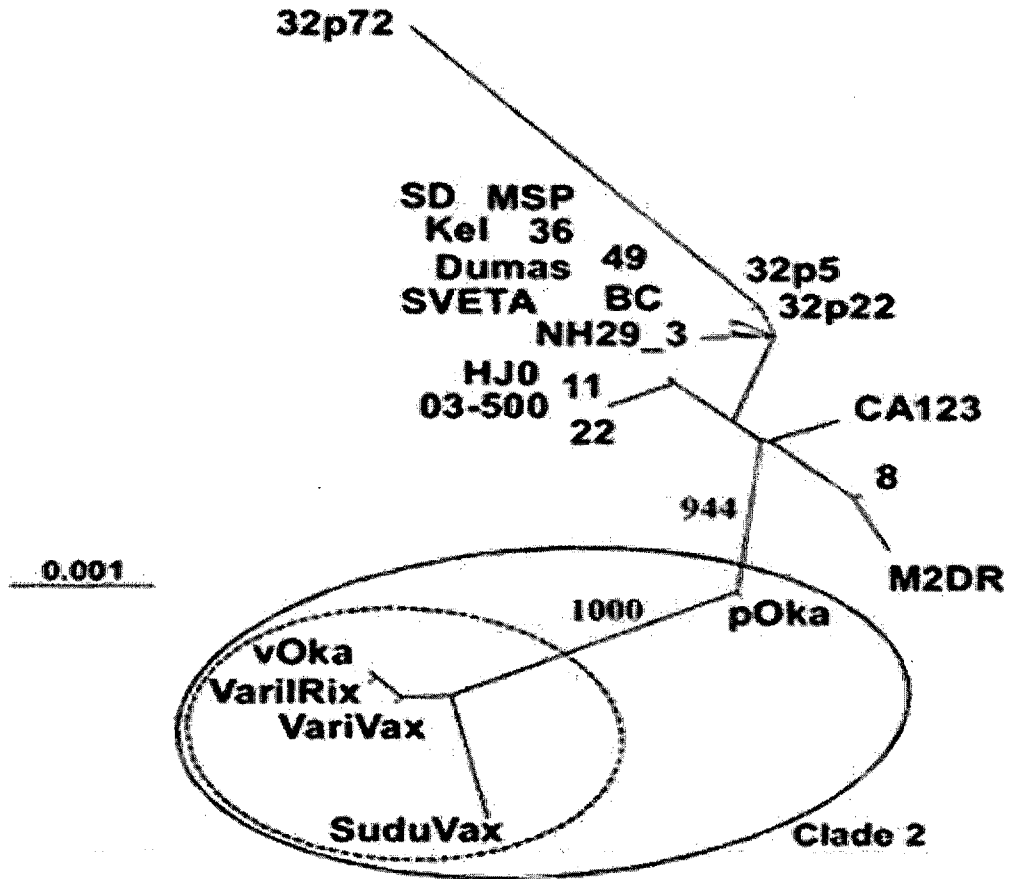 32p72
SD MSP
Kel 36
Dumas 49
32p5
SVETA BC
32p22
NH29_3
HJ0 11
03-500
CA123
22
8
944
0.001
M2DR
1000
pOka
vOka
VarilRix
VariVax
SuduVax
Clade 2